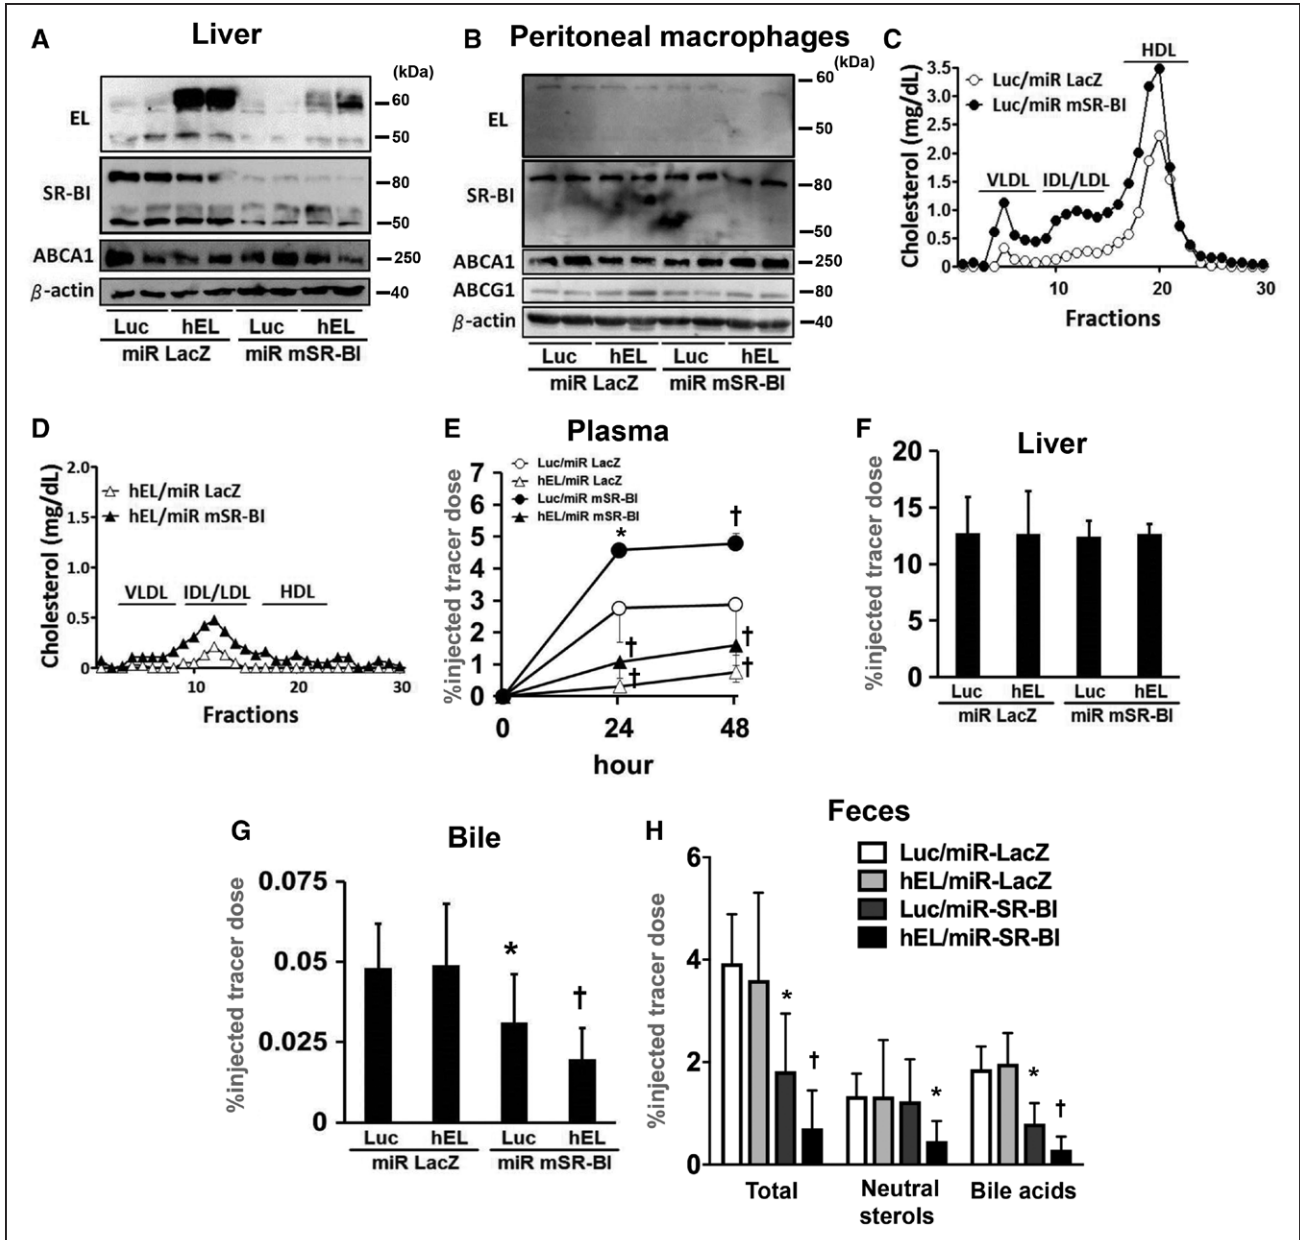 A
Liver
(kDa)
EL
60
50
SR-BI
80
50
ABCA1
250
β-actin
40
Luc hEL Luc hEL
miR LacZ miR mSR-BI
B
Peritoneal macrophages
(kDa)
EL
60
50
SR-BI
80
50
ABCA1
250
ABCG1
80
β-actin
40
Luc hEL Luc hEL
miR LacZ miR mSR-BI
C
HDL
Luc/miR LacZ
Luc/miR mSR-BI
VLDL IDL/LDL
Cholesterol (mg/dL)
3.5
3.0
2.5
2.0
1.5
1.0
0.5
0
10 20 30
Fractions
D
hEL/miR LacZ
hEL/miR mSR-BI
VLDL IDL/LDL HDL
Cholesterol (mg/dL)
2.0
1.5
1.0
0.5
0
10 20 30
Fractions
E
Plasma
Luc/miR LacZ
hEL/miR LacZ
Luc/miR mSR-BI
hEL/miR mSR-BI
%injected tracer dose
7
6
5
4
3
2
1
0
* †
†
†
†
†
0 24 48
hour
F
Liver
%injected tracer dose
20
15
10
5
0
Luc hEL Luc hEL
miR LacZ miR mSR-BI
G
Bile
%injected tracer dose
0.075
0.05
0.025
0
* †
Luc hEL Luc hEL
miR LacZ miR mSR-BI
H
Feces
Luc/miR-LacZ
hEL/miR-LacZ
Luc/miR-SR-BI
hEL/miR-SR-BI
%injected tracer dose
6
4
2
0
* †
*
* †
Total
Neutral
sterols
Bile acids